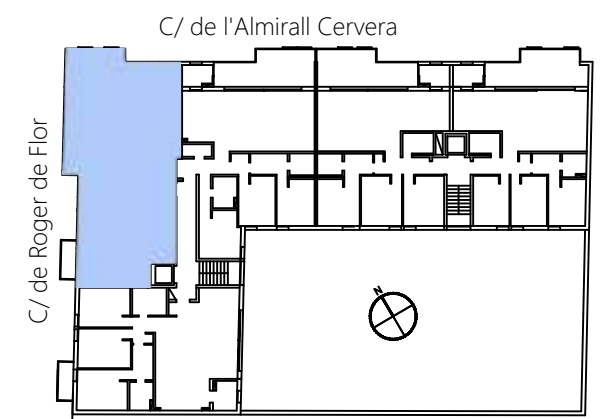 C/ de l'Almirall Cervera
C/ de Roger de Flor
N